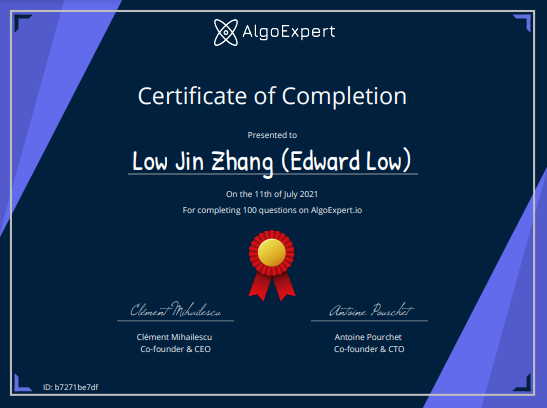 AlgoExpert
Certificate of Completion
Presented to
Low Jin Zhang (Edward Low)
On the 11th of July 2021
For completing 100 questions on AlgoExpert.io
Clément Mihailescu
Antoine Pourchet
Clément Mihailescu
Co-founder & CEO
Antoine Pourchet
Co-founder & CTO
ID: b7271be7df